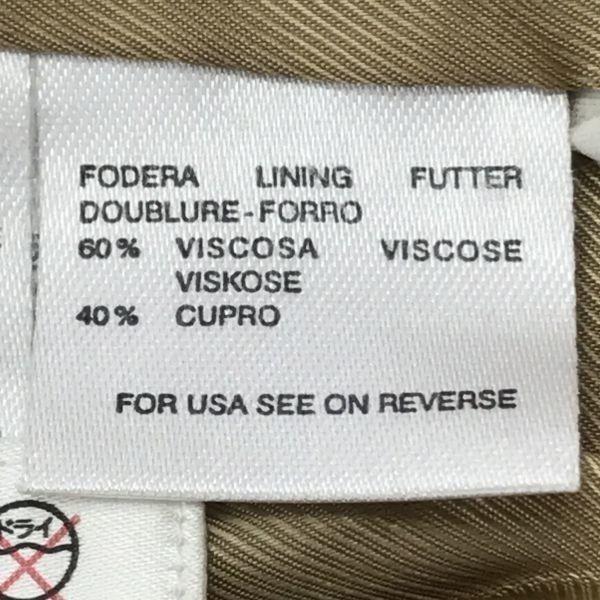 FODERA LINING FUTTER
DOUBLURE-FORRO
60% VISCOSA VISCOSE
VISKOSE
40% CUPRO
FOR USA SEE ON REVERSE
ドライ